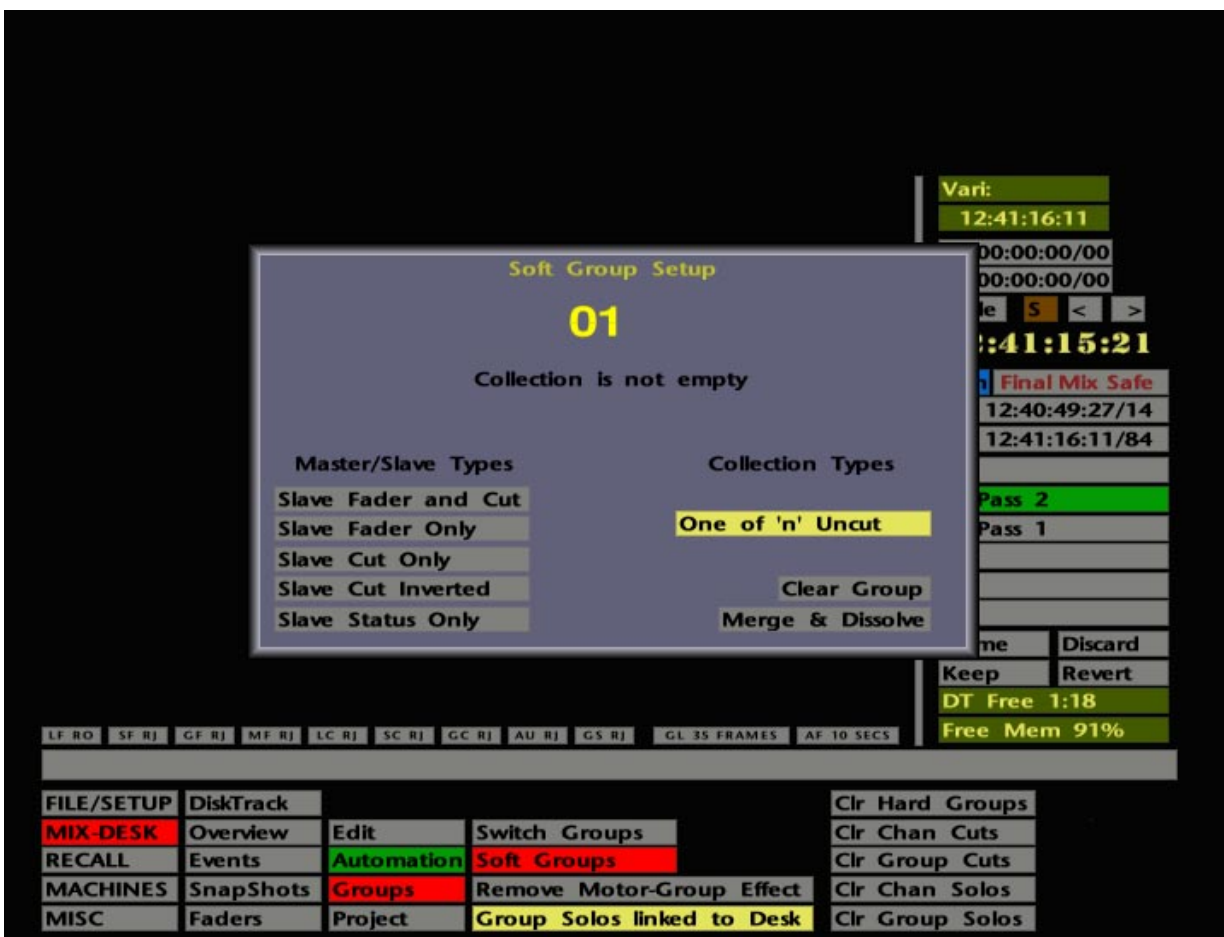 Vari:
12:41:16:11
00:00:00/00
00:00:00/00
S < >
:41:15:21
Final Mix Safe
12:40:49:27/14
12:41:16:11/84
Pass 2
Pass 1
Discard
Keep Revert
DT Free 1:18
Free Mem 91%
Soft Group Setup
01
Collection is not empty
Master/Slave Types Collection Types
Slave Fader and Cut
Slave Fader Only One of 'n' Uncut
Slave Cut Only
Slave Cut Inverted Clear Group
Slave Status Only Merge & Dissolve
LF RO SF RJ GF RJ MF RJ LC RJ SC RJ GC RJ AU RJ GS RJ GL 35 FRAMES AF 10 SECS
FILE/SETUP DiskTrack Clr Hard Groups
MIX-DESK Overview Edit Switch Groups Clr Chan Cuts
RECALL Events Automation Soft Groups Clr Group Cuts
MACHINES SnapShots Groups Remove Motor-Group Effect Clr Chan Solos
MISC Faders Project Group Solos linked to Desk Clr Group Solos